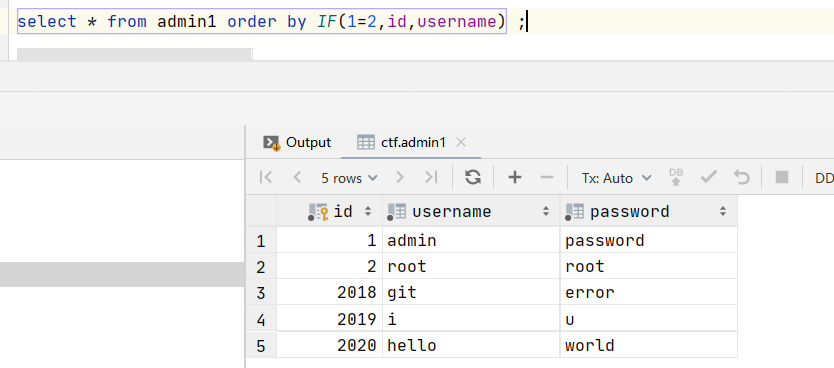 select * from admin1 order by IF(1=2,id,username) ;
Output
ctf.admin1
5 rows
Tx: Auto
DB
DD
id username password
1 1 admin password
2 2 root root
3 2018 git error
4 2019 i u
5 2020 hello world